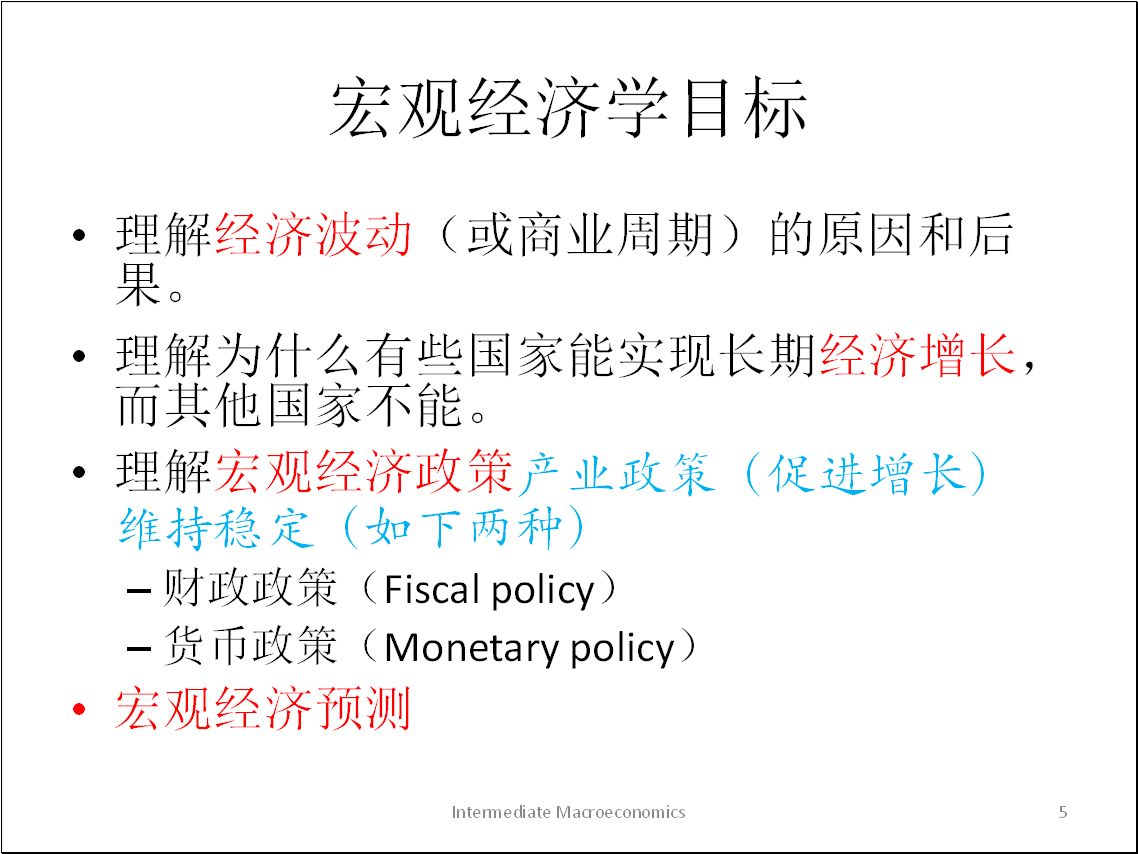 宏观经济学目标
• 理解经济波动（或商业周期）的原因和后
果。
• 理解为什么有些国家能实现长期经济增长，
而其他国家不能。
• 理解宏观经济政策产业政策（促进增长）
维持稳定（如下两种）
– 财政政策（Fiscal policy）
– 货币政策（Monetary policy）
• 宏观经济预测
Intermediate Macroeconomics
5